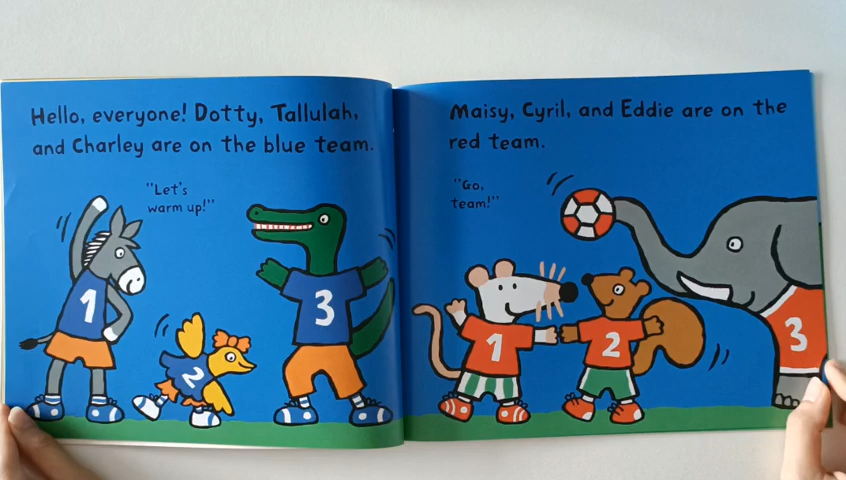 Hello, everyone! Dotty, Tallulah,
and Charley are on the blue team.
"Let's
warm up!"
1
2
3
Maisy, Cyril, and Eddie are on the
red team.
"Go,
team!"
1
2
3